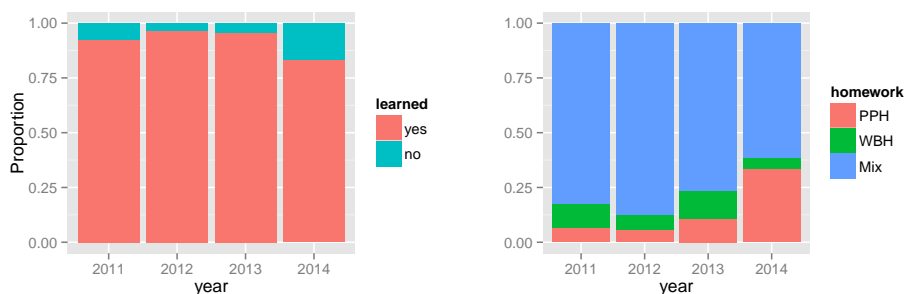 Proportion
1.00
0.75
0.50
0.25
0.00
2011 2012 2013 2014
year
learned
yes
no
1.00
0.75
0.50
0.25
0.00
2011 2012 2013 2014
year
homework
PPH
WBH
Mix